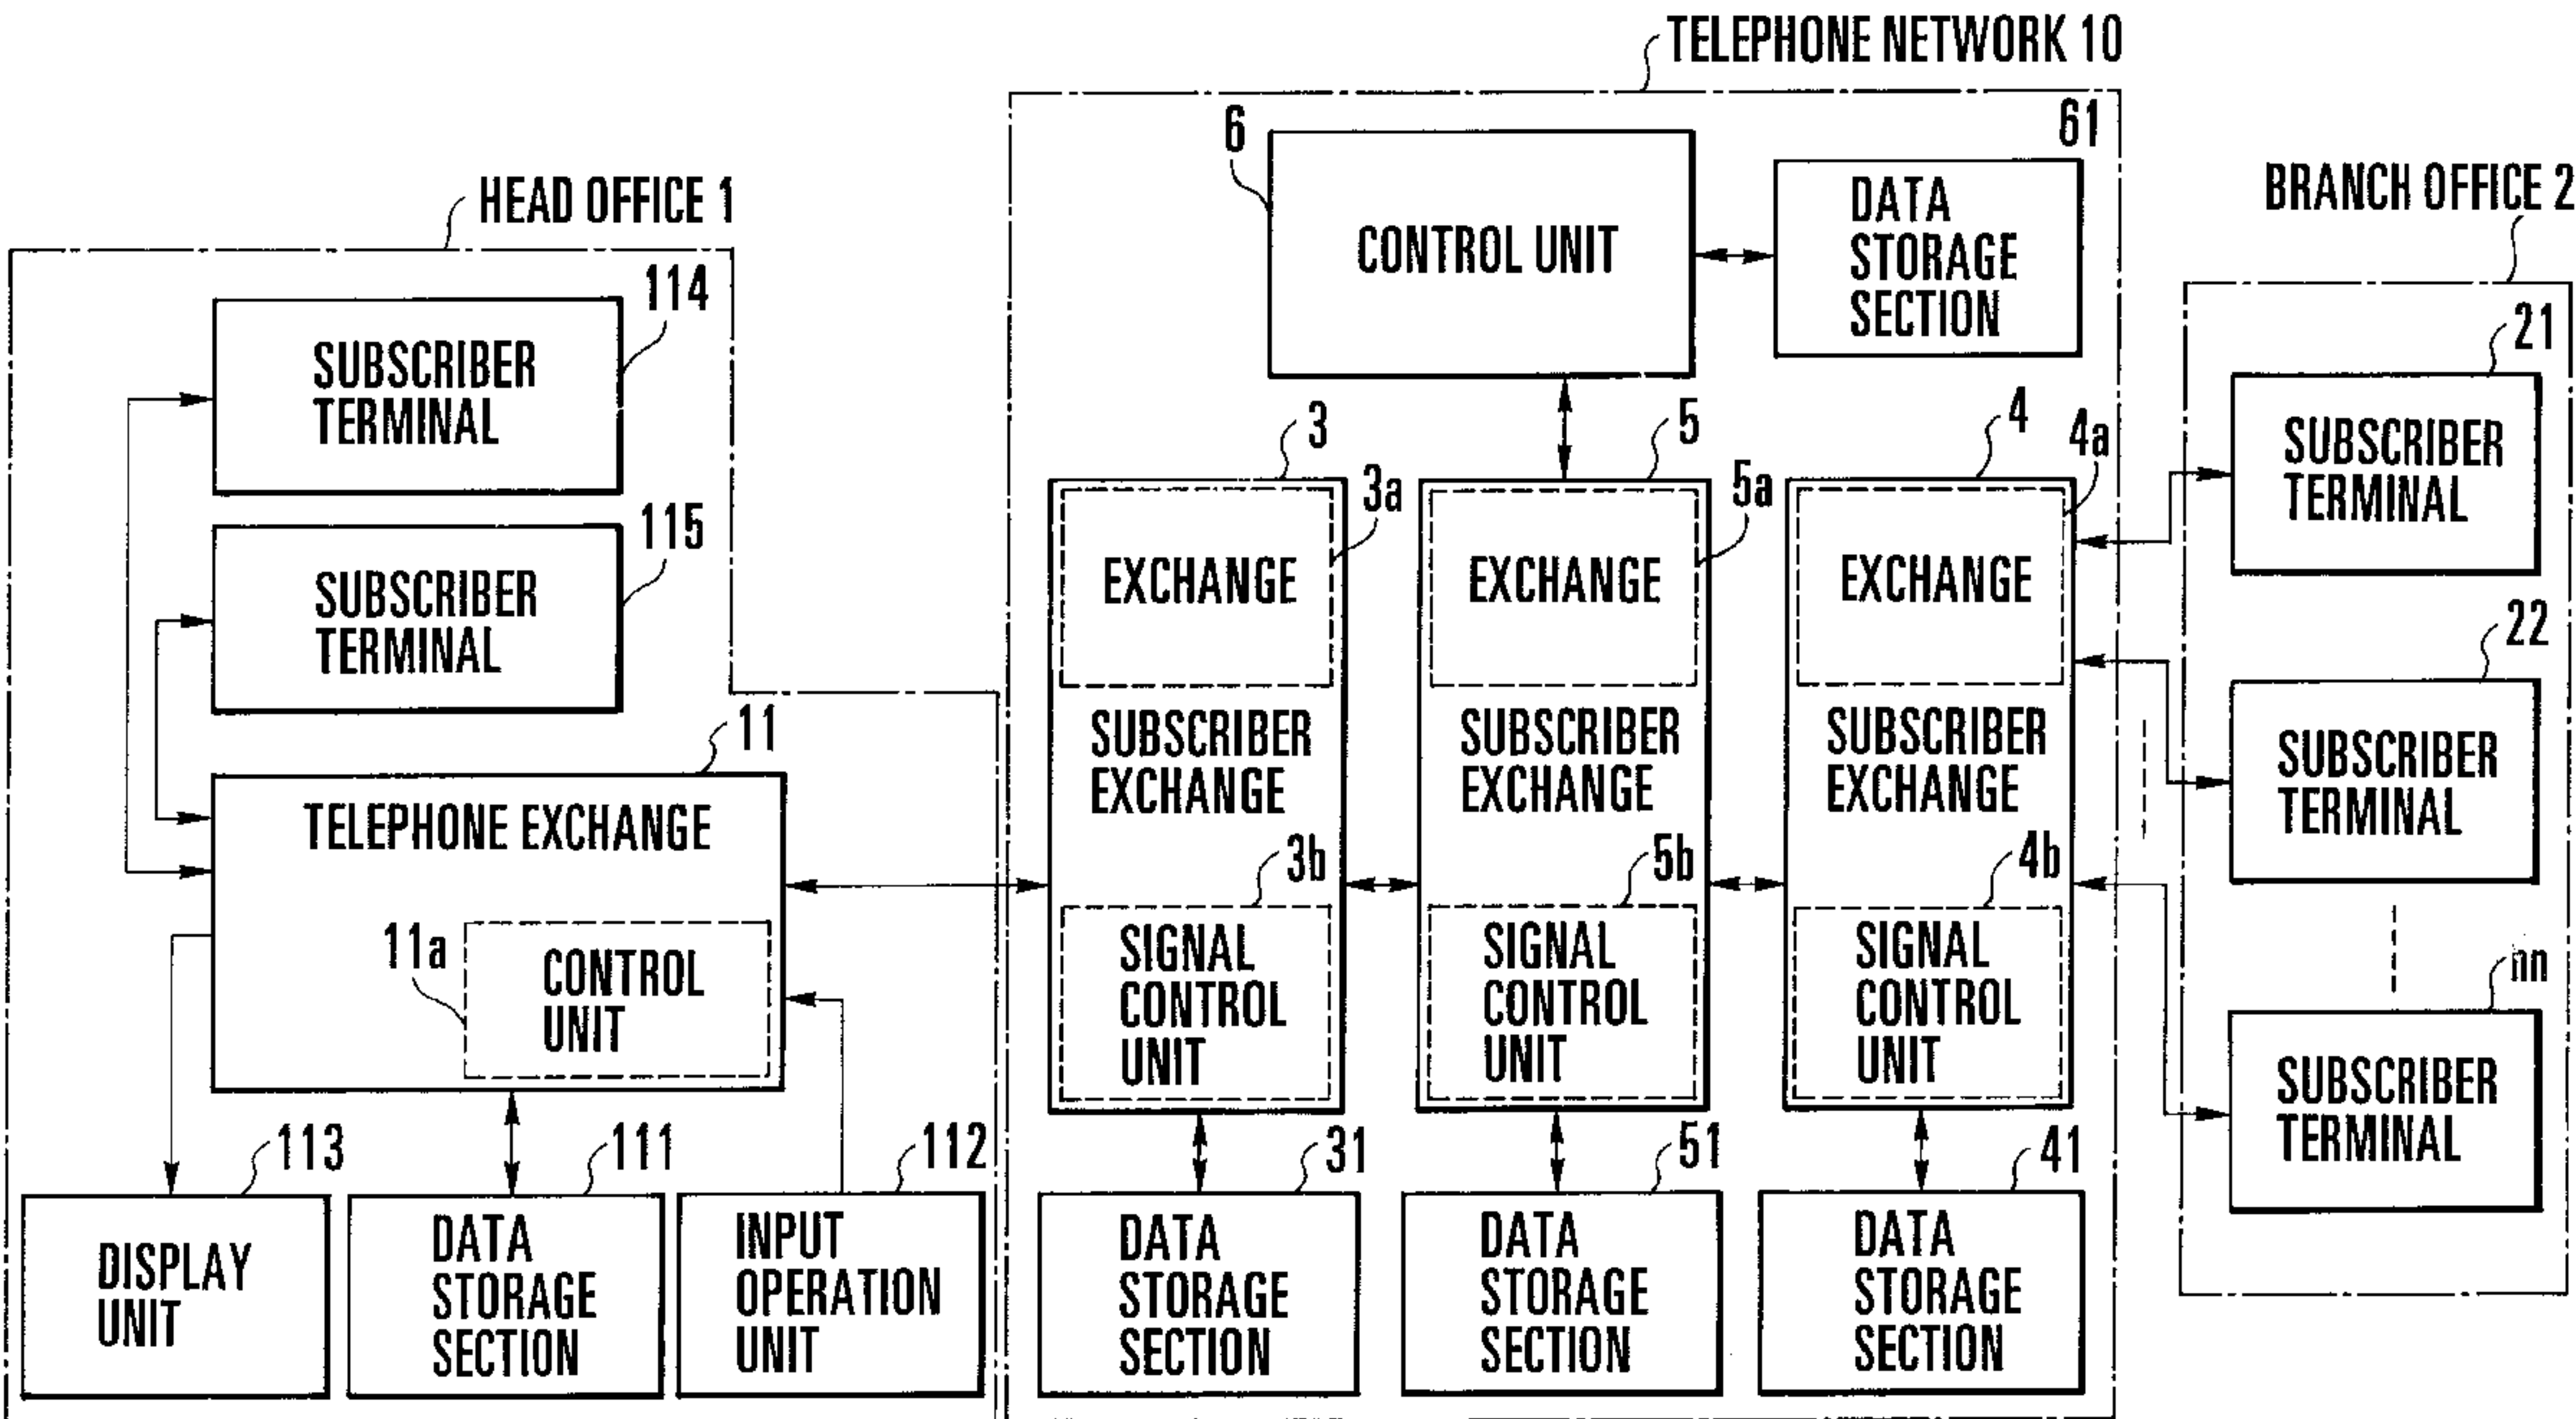 TELEPHONE NETWORK 10
HEAD OFFICE 1
BRANCH OFFICE 2
6
CONTROL UNIT
61
DATA
STORAGE
SECTION
114
SUBSCRIBER
TERMINAL
115
SUBSCRIBER
TERMINAL
11
TELEPHONE EXCHANGE
11a
CONTROL
UNIT
113
DISPLAY
UNIT
111
DATA
STORAGE
SECTION
112
INPUT
OPERATION
UNIT
3
3a
EXCHANGE
SUBSCRIBER
EXCHANGE
3b
SIGNAL
CONTROL
UNIT
31
DATA
STORAGE
SECTION
5
5a
EXCHANGE
SUBSCRIBER
EXCHANGE
5b
SIGNAL
CONTROL
UNIT
51
DATA
STORAGE
SECTION
4
4a
EXCHANGE
SUBSCRIBER
EXCHANGE
4b
SIGNAL
CONTROL
UNIT
41
DATA
STORAGE
SECTION
21
SUBSCRIBER
TERMINAL
22
SUBSCRIBER
TERMINAL
nn
SUBSCRIBER
TERMINAL